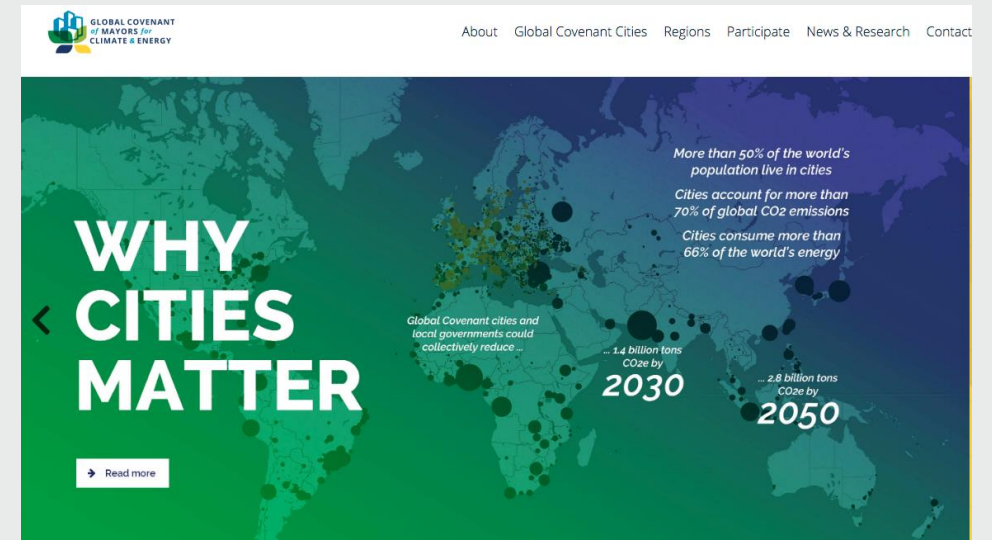 GLOBAL COVENANT
of MAYORS for
CLIMATE & ENERGY
About Global Covenant Cities Regions Participate News & Research Contact
More than 50% of the world's
population live in cities
Cities account for more than
70% of global CO2 emissions
Cities consume more than
66% of the world's energy
WHY
CITIES
MATTER
Global Covenant cities and
local governments could
collectively reduce ...
... 1.4 billion tons
CO2e by
2030
... 2.8 billion tons
CO2e by
2050
Read more